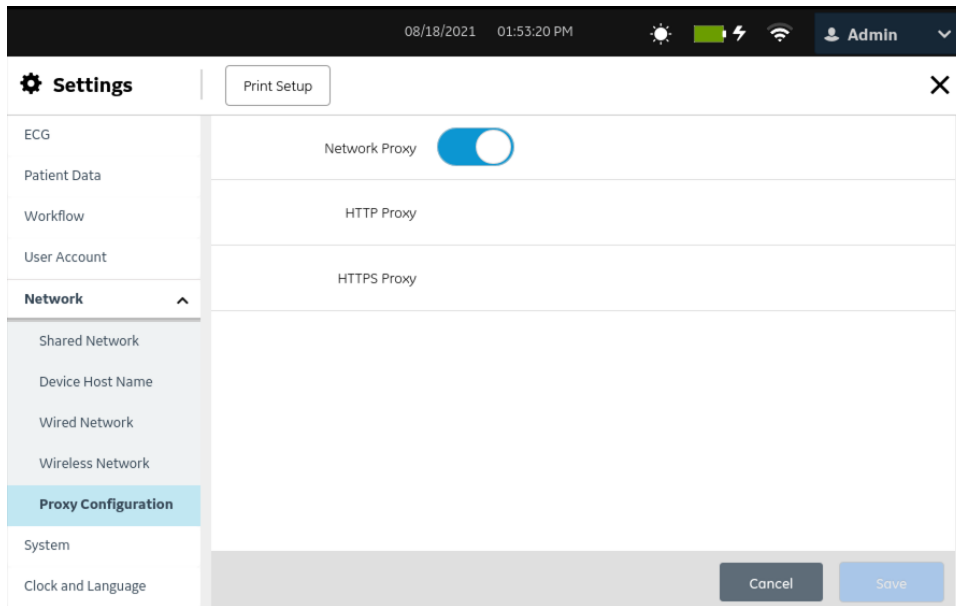 08/18/2021 01:53:20 PM Admin
Settings
Print Setup
ECG
Patient Data
Workflow
User Account
Network
Shared Network
Device Host Name
Wired Network
Wireless Network
Proxy Configuration
System
Clock and Language
Network Proxy
HTTP Proxy
HTTPS Proxy
Cancel Save